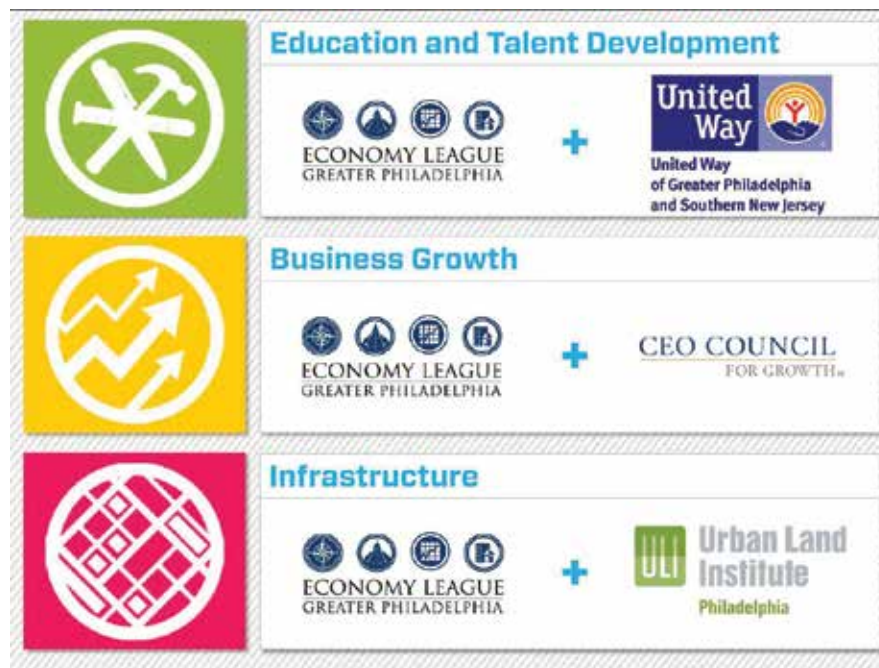 Education and Talent Development
ECONOMY LEAGUE
GREATER PHILADELPHIA
+
United
Way
United Way
of Greater Philadelphia
and Southern New Jersey
Business Growth
ECONOMY LEAGUE
GREATER PHILADELPHIA
+
CEO COUNCIL
FOR GROWTH
Infrastructure
ECONOMY LEAGUE
GREATER PHILADELPHIA
+
ULI
Urban Land
Institute
Philadelphia